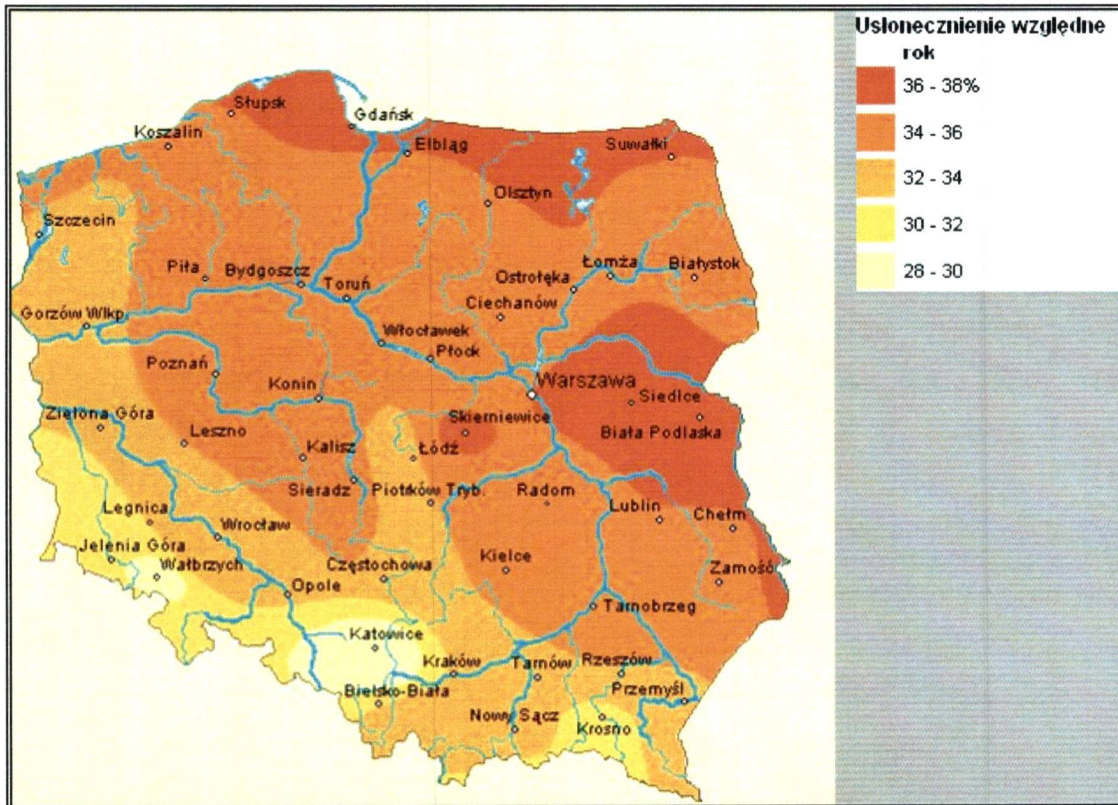 Usłonecznienie względne
rok
36 - 38%
34 - 36
32 - 34
30 - 32
28 - 30
Słupsk
Gdańsk
Koszalin
Elbląg
Suwałki
Olsztyn
Szczecin
Piła
Bydgoszcz
Toruń
Ostrołęka
Łomża
Białystok
Ciechanów
Gorzów Wlkp.
Włocławek
Płock
Poznań
Konin
Warszawa
Siedlce
Zielona Góra
Leszno
Skierniewice
Biała Podlaska
Kalisz
Łódź
Sieradz
Piotrków Tryb.
Radom
Lublin
Chełm
Legnica
Wrocław
Jelenia Góra
Wałbrzych
Częstochowa
Kielce
Zamość
Opole
Tarnobrzeg
Katowice
Kraków
Tarnów
Rzeszów
Bielsko-Biała
Przemyśl
Nowy Sącz
Krosno